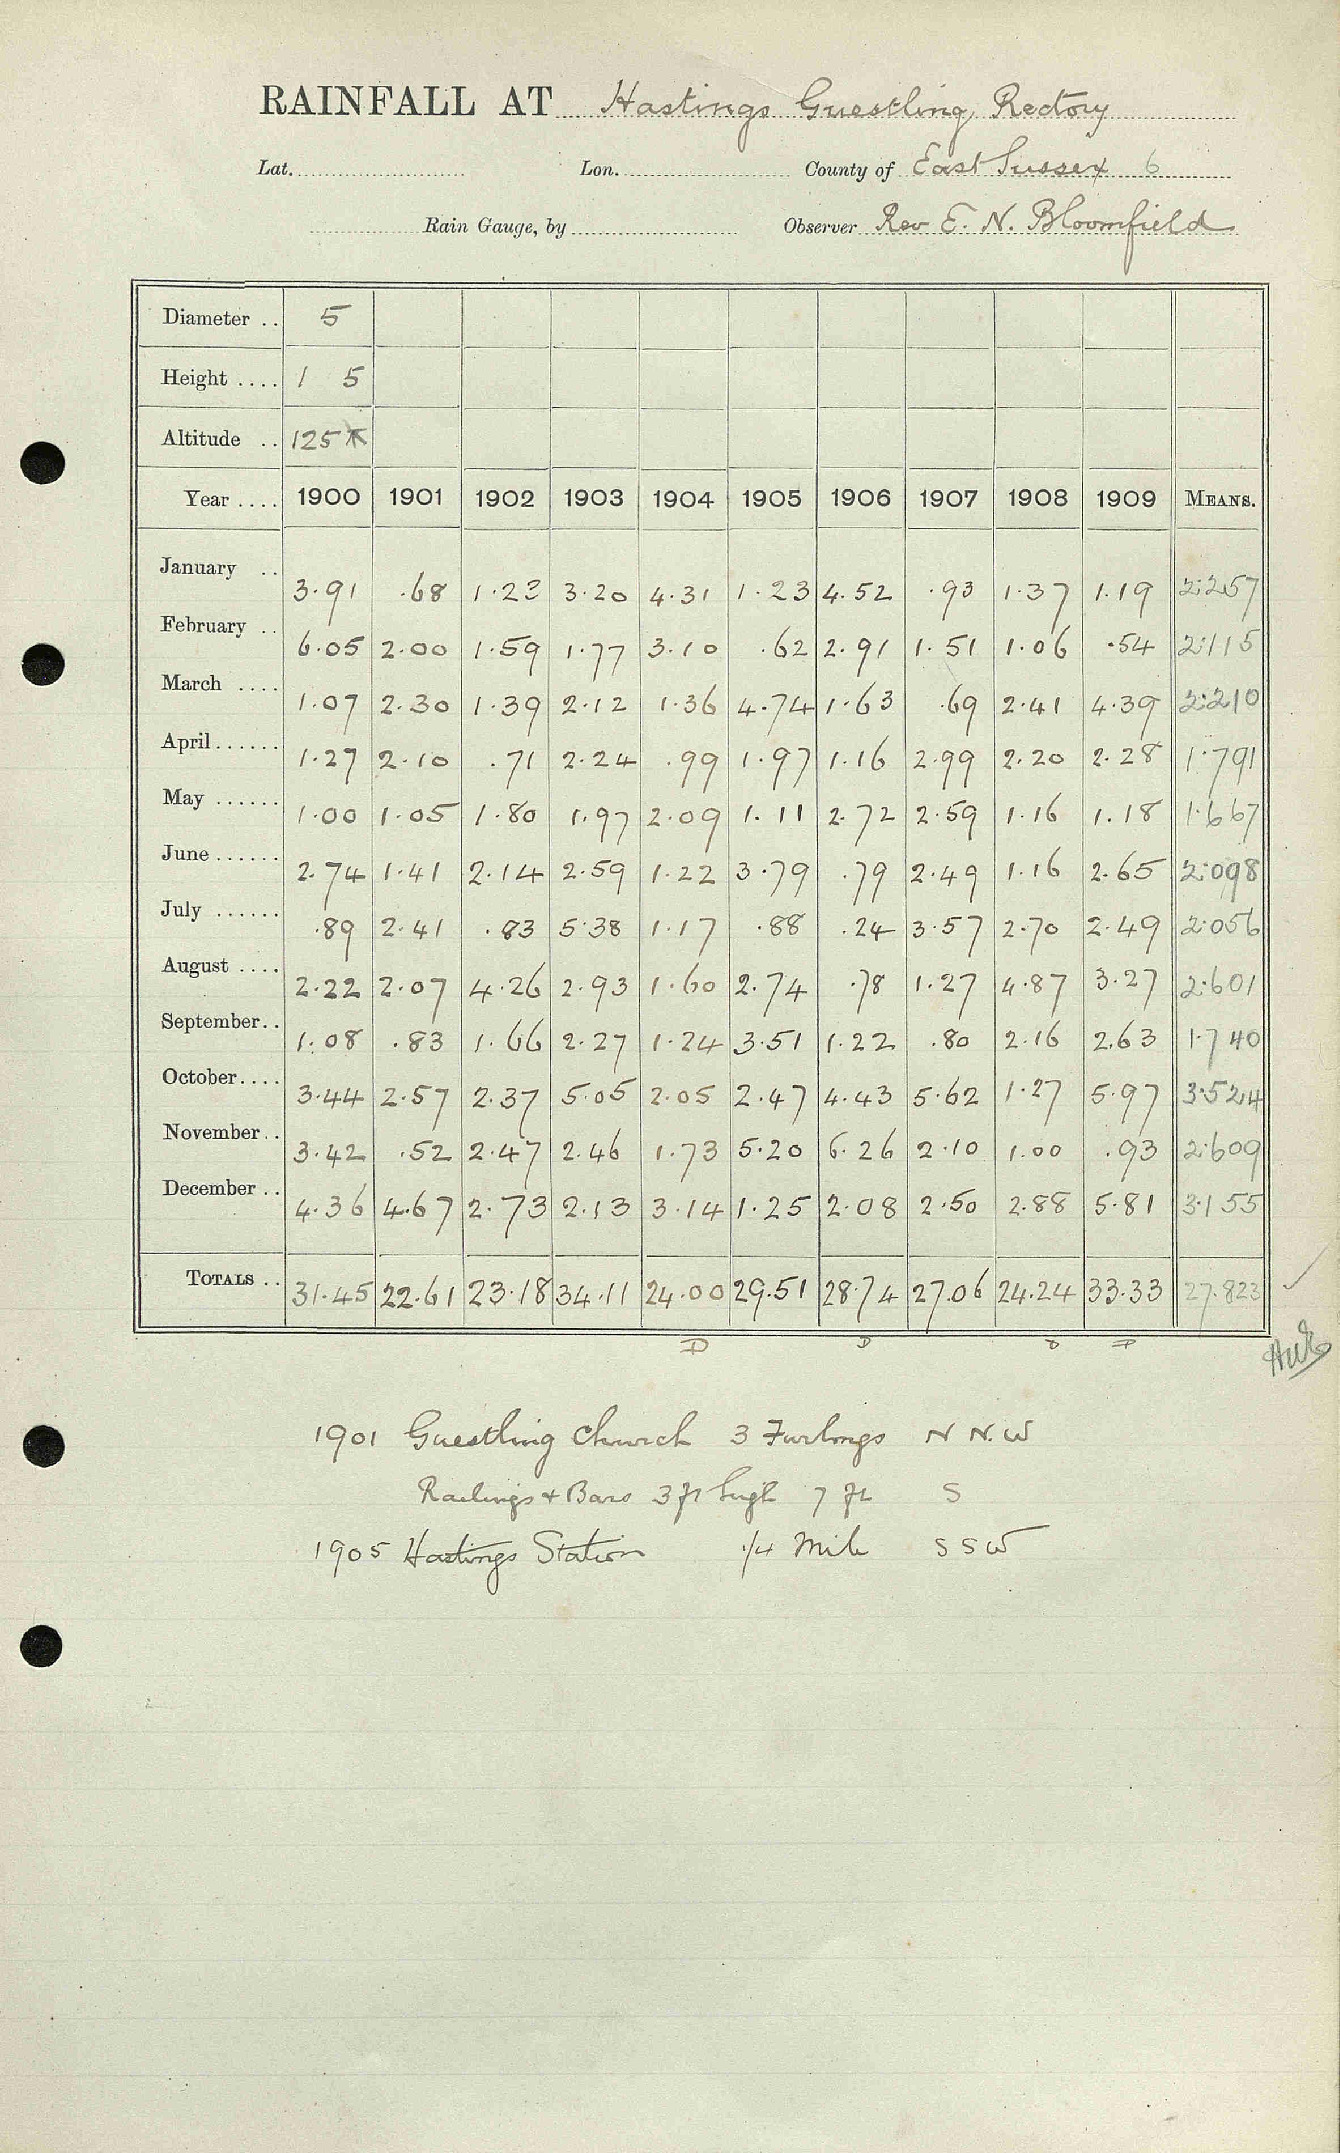 RAINFALL AT Hastings Guestling Rectory
Lat. Lon. County of East Sussex 6
Rain Gauge, by Observer Rev E. N. Bloomfield
Diameter .. 5
Height .... 1 5
Altitude .. 125
Year .... 1900 1901 1902 1903 1904 1905 1906 1907 1908 1909 MEANS.
January .. 3.91 .68 1.23 3.20 4.31 1.23 4.52 .93 1.37 1.19 2.257
February .. 6.05 2.00 1.59 1.77 3.10 .62 2.91 1.51 1.06 .54 2.115
March .... 1.07 2.30 1.39 2.12 1.36 4.74 1.63 .69 2.41 4.39 2.210
April...... 1.27 2.10 .71 2.24 .99 1.97 1.16 2.99 2.20 2.28 1.791
May ...... 1.00 1.05 1.80 1.97 2.09 1.11 2.72 2.59 1.16 1.18 1.667
June...... 2.74 1.41 2.14 2.59 1.22 3.79 .79 2.49 1.16 2.65 2.098
July ...... .89 2.41 .83 5.38 1.17 .88 .24 3.57 2.70 2.49 2.056
August .... 2.22 2.07 4.26 2.93 1.60 2.74 .78 1.27 4.87 3.27 2.601
September.. 1.08 .83 1.66 2.27 1.24 3.51 1.22 .80 2.16 2.63 1.740
October.... 3.44 2.57 2.37 5.05 2.05 2.47 4.43 5.62 1.27 5.97 3.524
November.. 3.42 .52 2.47 2.46 1.73 5.20 6.26 2.10 1.00 .93 2.609
December .. 4.36 4.67 2.73 2.13 3.14 1.25 2.08 2.50 2.88 5.81 3.155
TOTALS .. 31.45 22.61 23.18 34.11 24.00 29.51 28.74 27.06 24.24 33.33 27.823
D D D D
1901 Guestling Church 3 Furlongs N N.W
Railings + Bars 3 ft high 7 ft S
1905 Hastings Station 1/4 Mile S S W